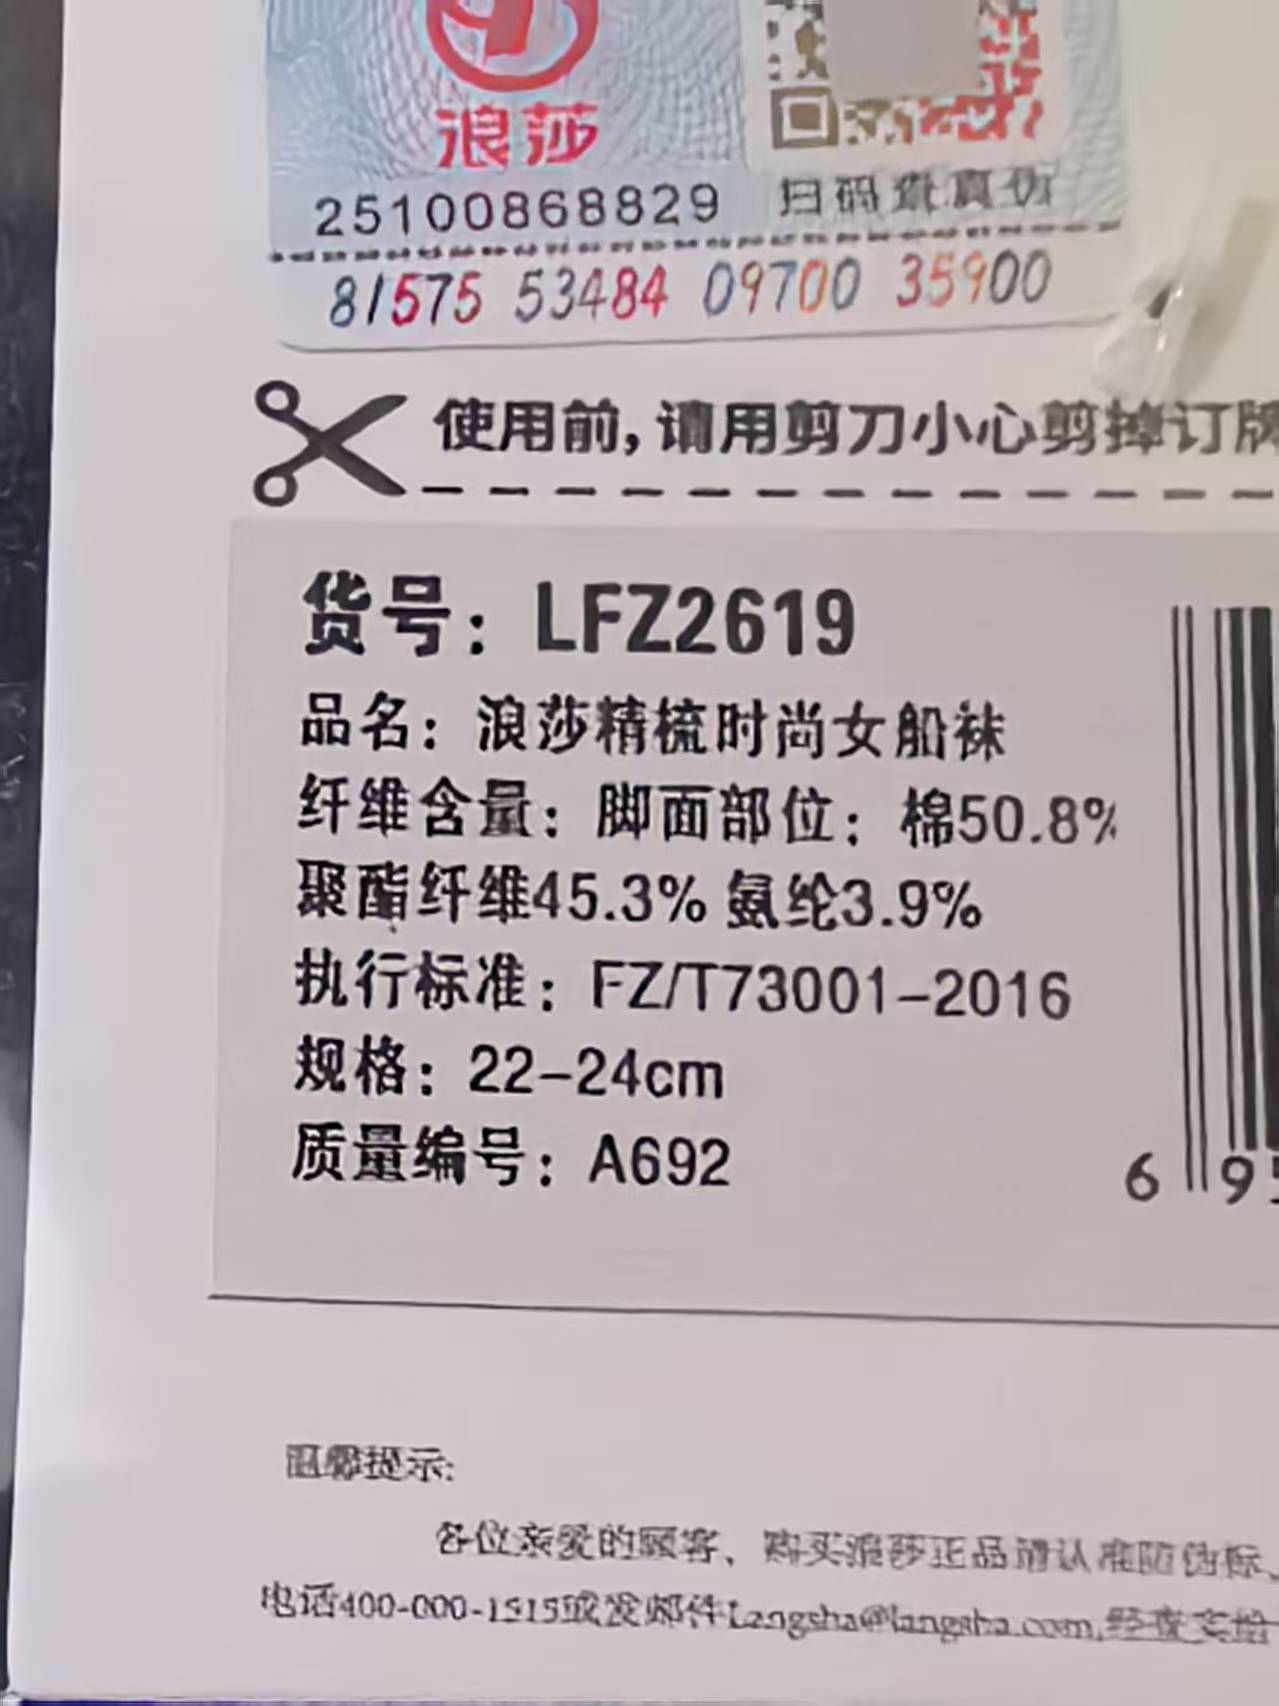 浪莎
25100868829 扫码查真伪
81575 53484 09700 35900
使用前,请用剪刀小心剪掉订牌
货号：LFZ2619
品名：浪莎精梳时尚女船袜
纤维含量：脚面部位：棉50.8%
聚酯纤维45.3% 氨纶3.9%
执行标准：FZ/T73001-2016
规格：22-24cm
质量编号：A692
6 95
温馨提示:
各位亲爱的顾客、购买浪莎正品请认准防伪标、
电话400-000-1515或发邮件Langsha@langsha.com,经查实给